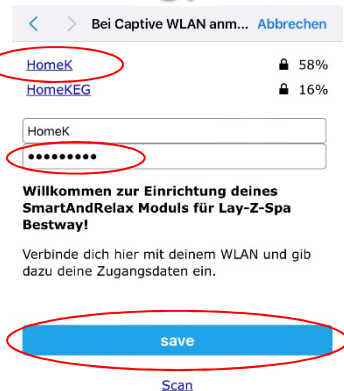 Bei Captive WLAN anm... Abbrechen
HomeK 58%
HomeKEG 16%
HomeK
•••••••••
Willkommen zur Einrichtung deines
SmartAndRelax Moduls für Lay-Z-Spa
Bestway!
Verbinde dich hier mit deinem WLAN und gib
dazu deine Zugangsdaten ein.
save
Scan